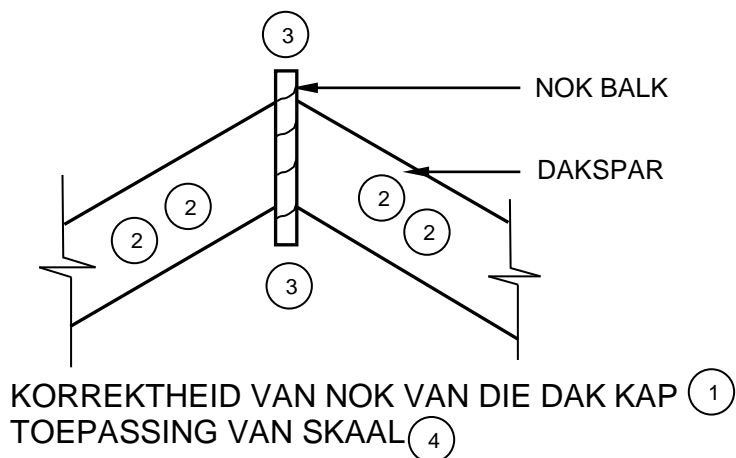 3
NOK BALK
DAKSPAR
2 2
2 2
3
KORREKTHEID VAN NOK VAN DIE DAK KAP 1
TOEPASSING VAN SKAAL 4